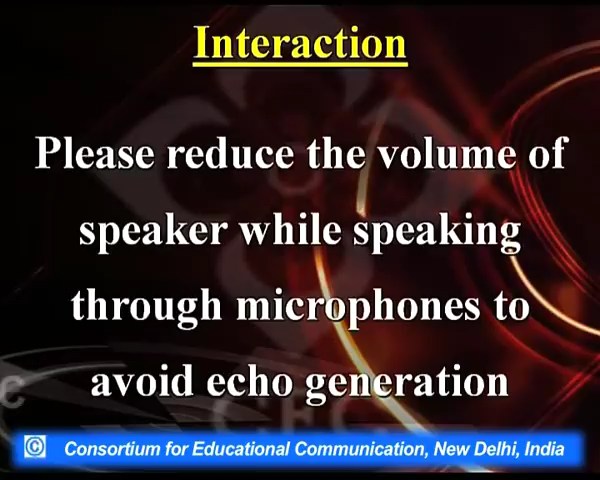 Interaction
Please reduce the volume of
speaker while speaking
through microphones to
avoid echo generation
C
C.E.C.
© Consortium for Educational Communication, New Delhi, India